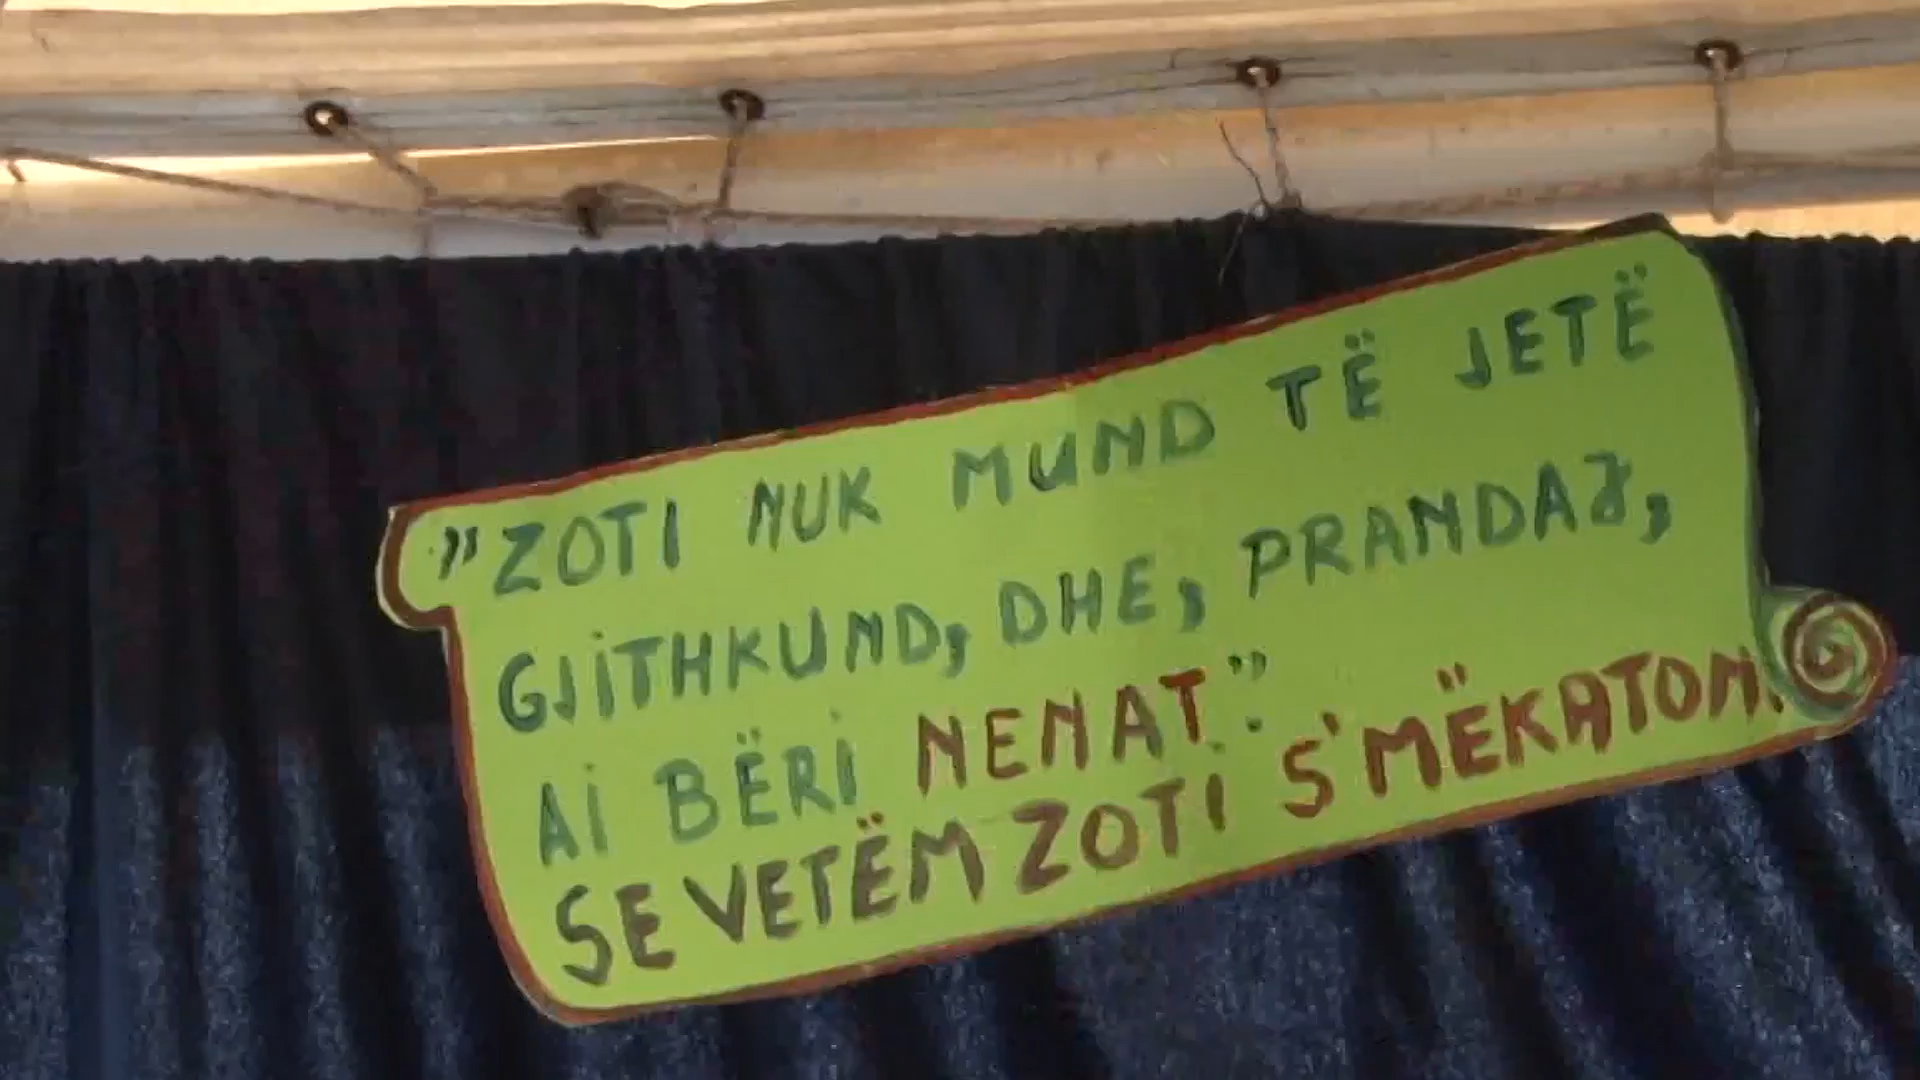 "ZOTI NUK MUND TË JETË
GJiTHKUND, DHE, PRANDAJ,
Ai BËRi NENAT."
SE VETËM ZOTi S'MËKATON.